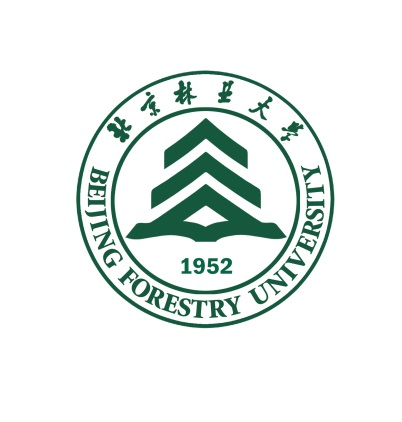 北京林业大学
1952
BEIJING FORESTRY UNIVERSITY